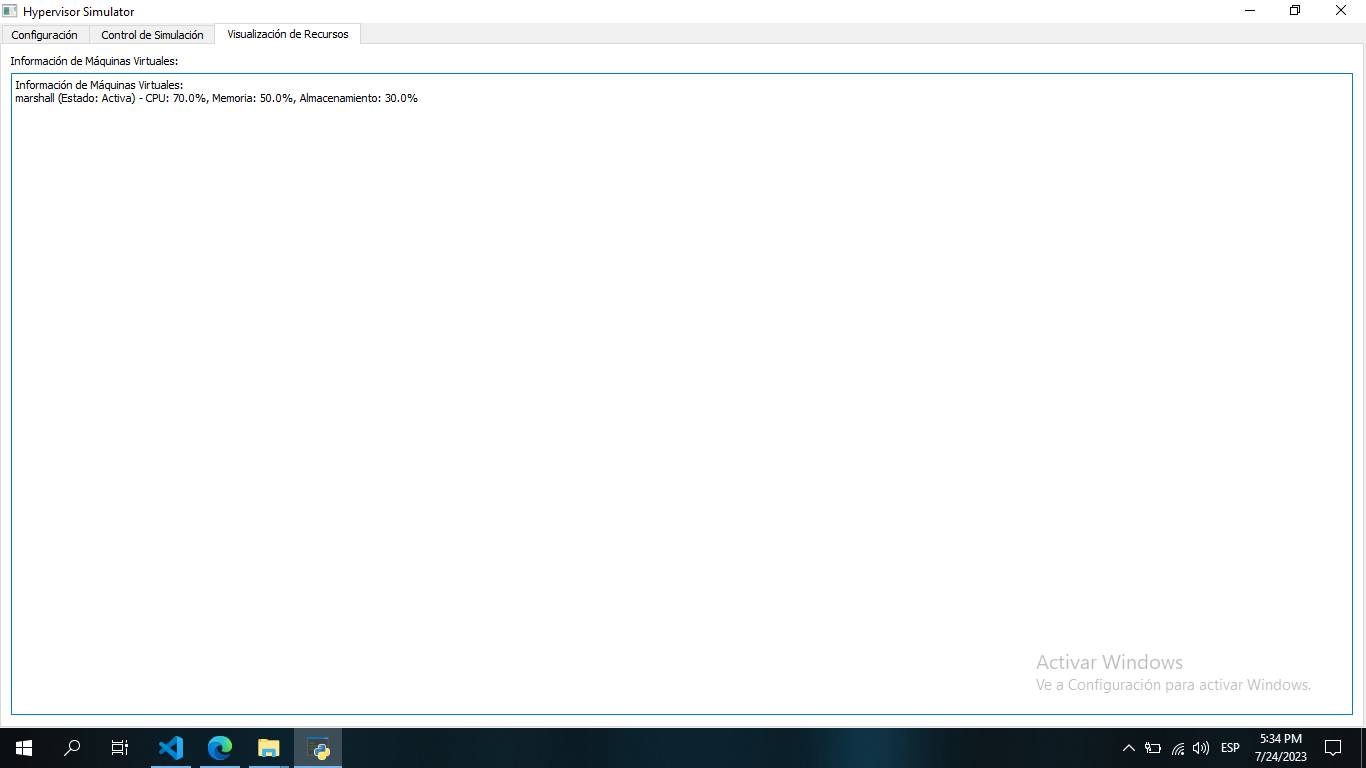 Hypervisor Simulator
Configuración
Control de Simulación
Visualización de Recursos
Información de Máquinas Virtuales:
Información de Máquinas Virtuales:
marshall (Estado: Activa) - CPU: 70.0%, Memoria: 50.0%, Almacenamiento: 30.0%
Activar Windows
Ve a Configuración para activar Windows.
ESP
5:34 PM
7/24/2023